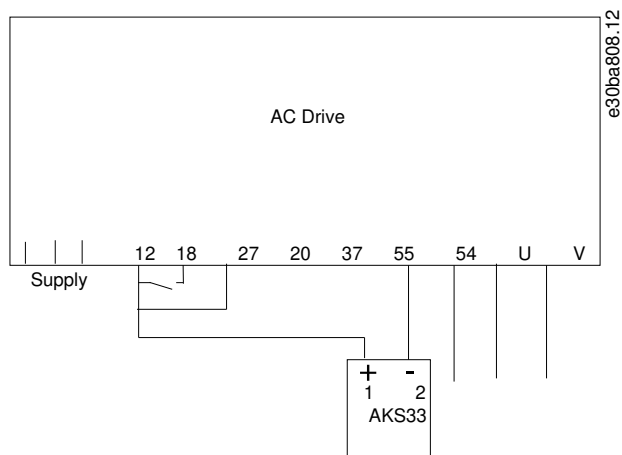 e30ba808.12
AC Drive
12 18 27 20 37 55 54 U V
Supply
+ -
1 2
AKS33